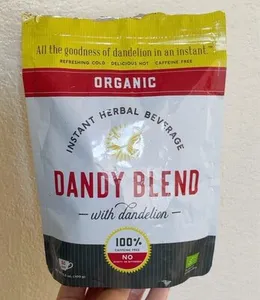 All the goodness of dandelion in an instant.™
REFRESHING COLD · DELICIOUS HOT · CAFFEINE FREE
ORGANIC
INSTANT HERBAL BEVERAGE
DANDY BLEND
— with dandelion —
100%
CAFFEINE FREE
NO